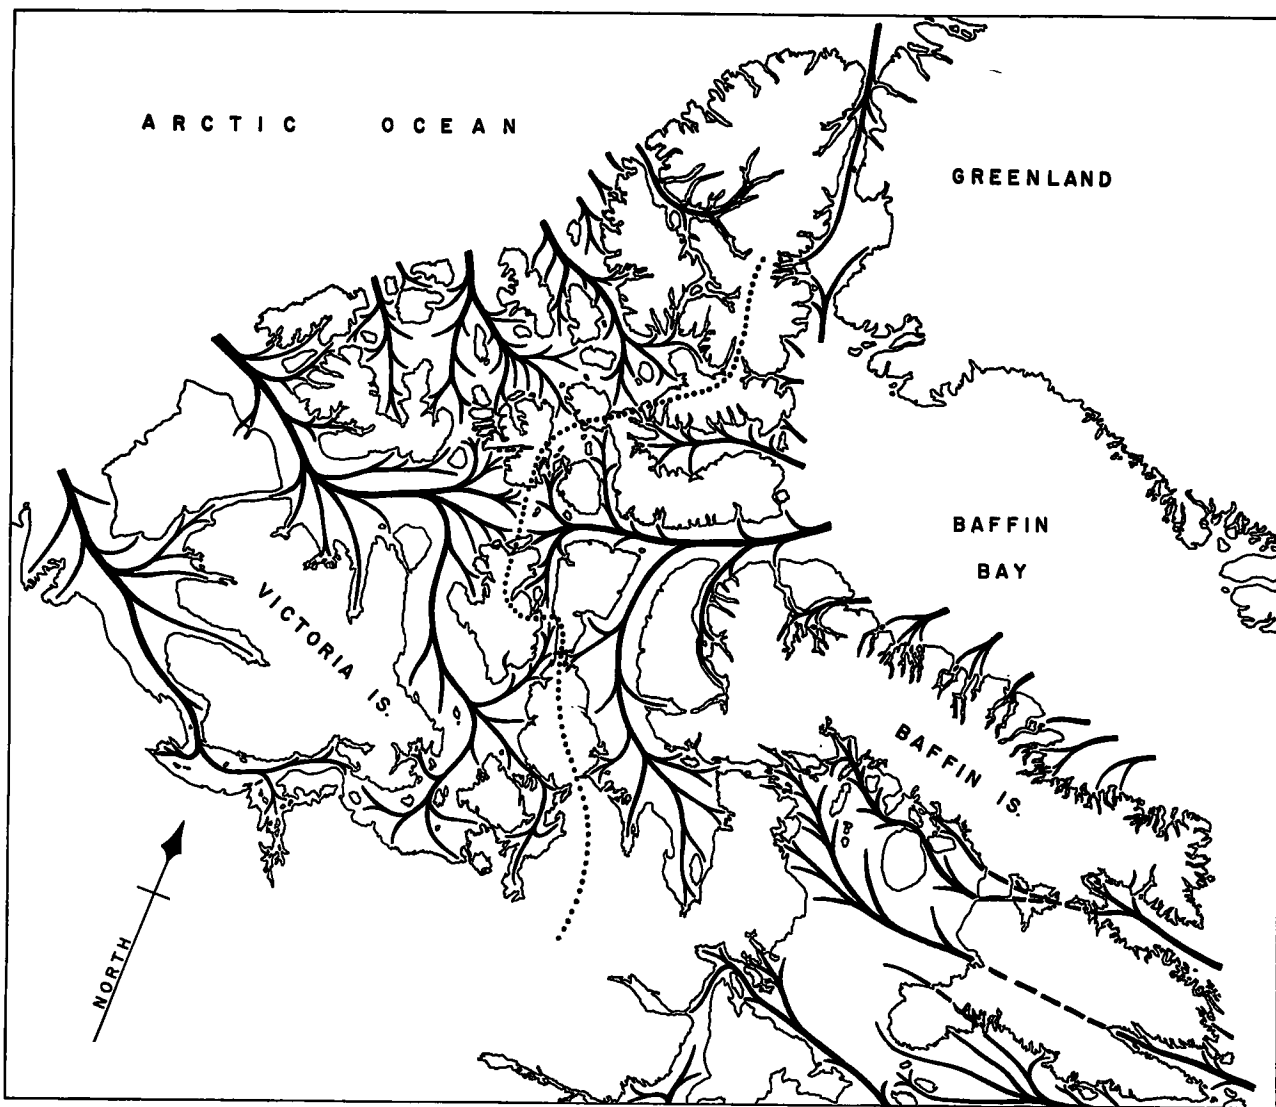 ARCTIC OCEAN
GREENLAND
BAFFIN
BAY
VICTORIA IS.
BAFFIN IS.
NORTH